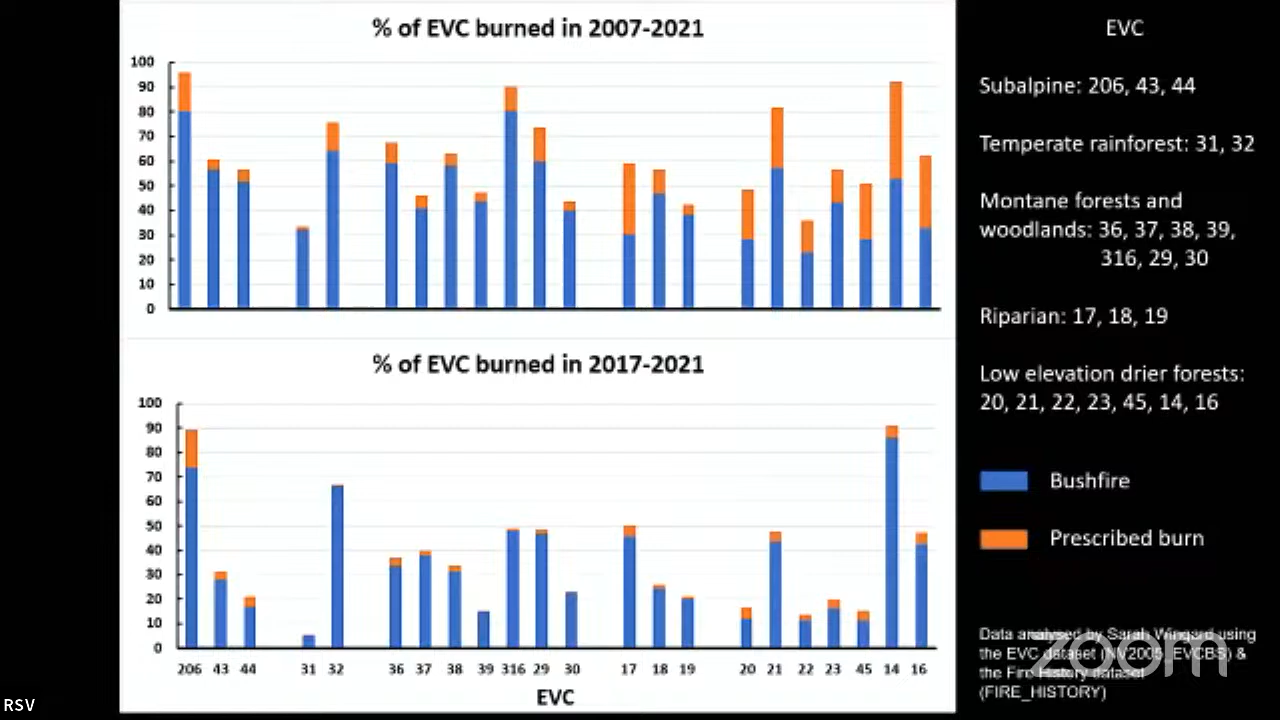 % of EVC burned in 2007-2021
100
90
80
70
60
50
40
30
20
10
0
% of EVC burned in 2017-2021
100
90
80
70
60
50
40
30
20
10
0
206 43 44 31 32 36 37 38 39 316 29 30 17 18 19 20 21 22 23 45 14 16
EVC
EVC
Subalpine: 206, 43, 44
Temperate rainforest: 31, 32
Montane forests and
woodlands: 36, 37, 38, 39,
316, 29, 30
Riparian: 17, 18, 19
Low elevation drier forests:
20, 21, 22, 23, 45, 14, 16
Bushfire
Prescribed burn
Data analysed by Sarah Wingard using
the EVC dataset (NV2005_EVCBS) &
the Fire History dataset
(FIRE_HISTORY)
zoom
RSV